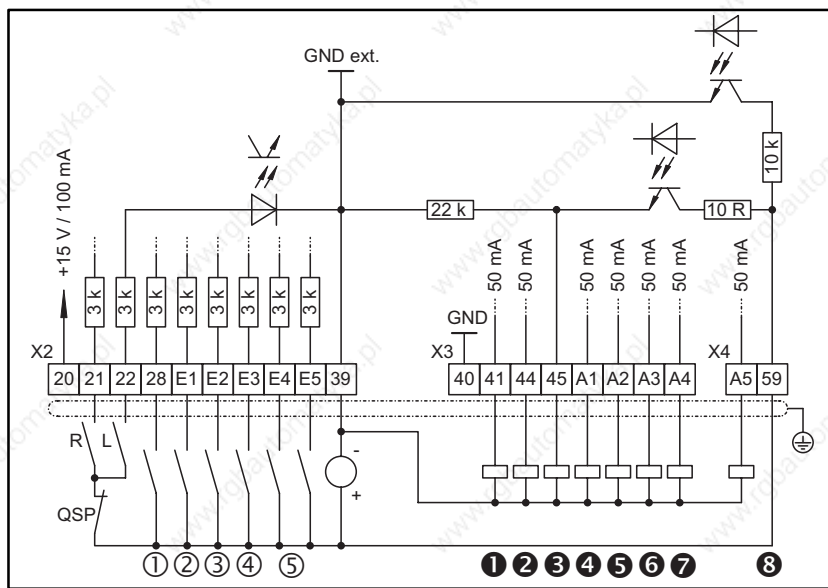 GND ext.
10 k
22 k
10 R
+15 V / 100 mA
3 k 3 k 3 k 3 k 3 k 3 k 3 k 3 k
50 mA 50 mA 50 mA 50 mA 50 mA 50 mA 50 mA
GND
X2 X3 X4
20 21 22 28 E1 E2 E3 E4 E5 39
40 41 44 45 A1 A2 A3 A4
A5 59
R L
-
+
QSP
① ② ③ ④ ⑤
❶ ❷ ❸ ❹ ❺ ❻ ❼ ❽
www.rgbautomatyka.pl